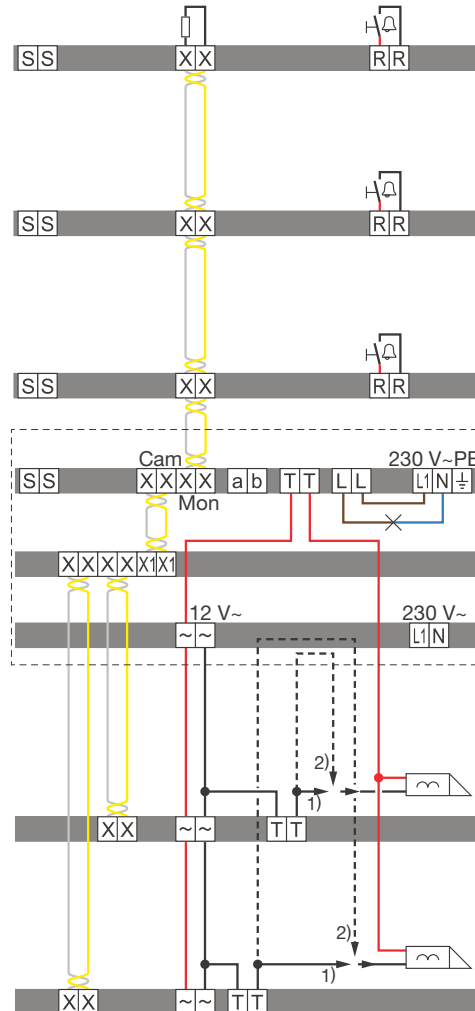 S S X X R R
S S X X R R
S S X X R R
Cam 230 V~PE
S S X X X X a b T T L L L1 N
Mon
X X X X X1 X1
12 V~ 230 V~
~ ~ L1 N
2)
1)
X X ~ ~ T T
2)
1)
X X ~ ~ T T